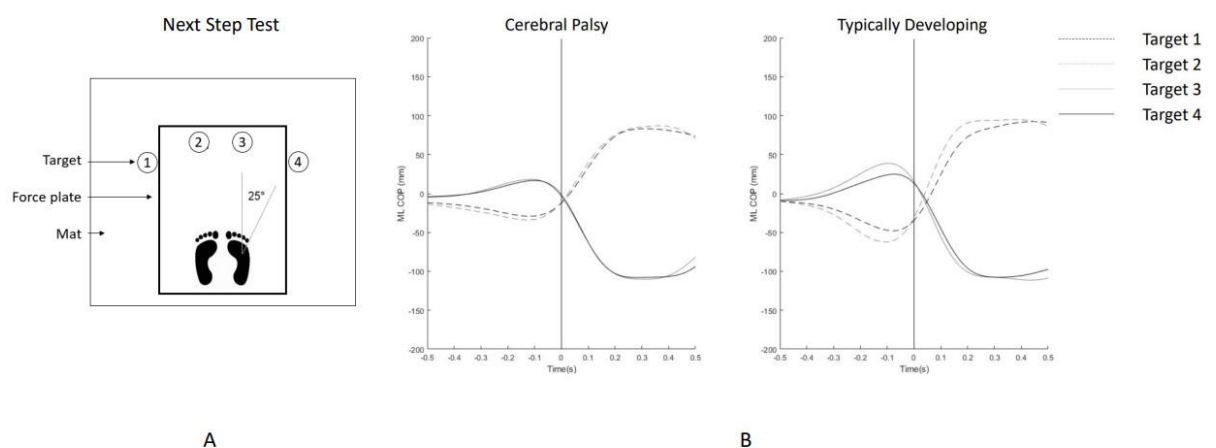 Next Step Test
1
2
3
4
25°
Target
Force plate
Mat
A
Cerebral Palsy
200
150
100
50
0
-50
-100
-150
-200
ML COP (mm)
-0.5 -0.4 -0.3 -0.2 -0.1 0 0.1 0.2 0.3 0.4 0.5
Time(s)
Typically Developing
200
150
100
50
0
-50
-100
-150
-200
ML COP (mm)
-0.5 -0.4 -0.3 -0.2 -0.1 0 0.1 0.2 0.3 0.4 0.5
Time(s)
Target 1
Target 2
Target 3
Target 4
B